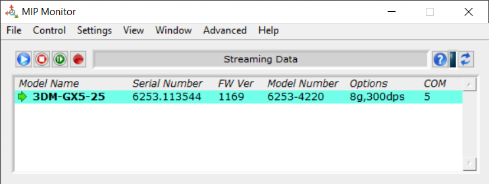 MIP Monitor
File Control Settings View Window Advanced Help
Streaming Data
Model Name Serial Number FW Ver Model Number Options COM
3DM-GX5-25 6253.113544 1169 6253-4220 8g,300dps 5